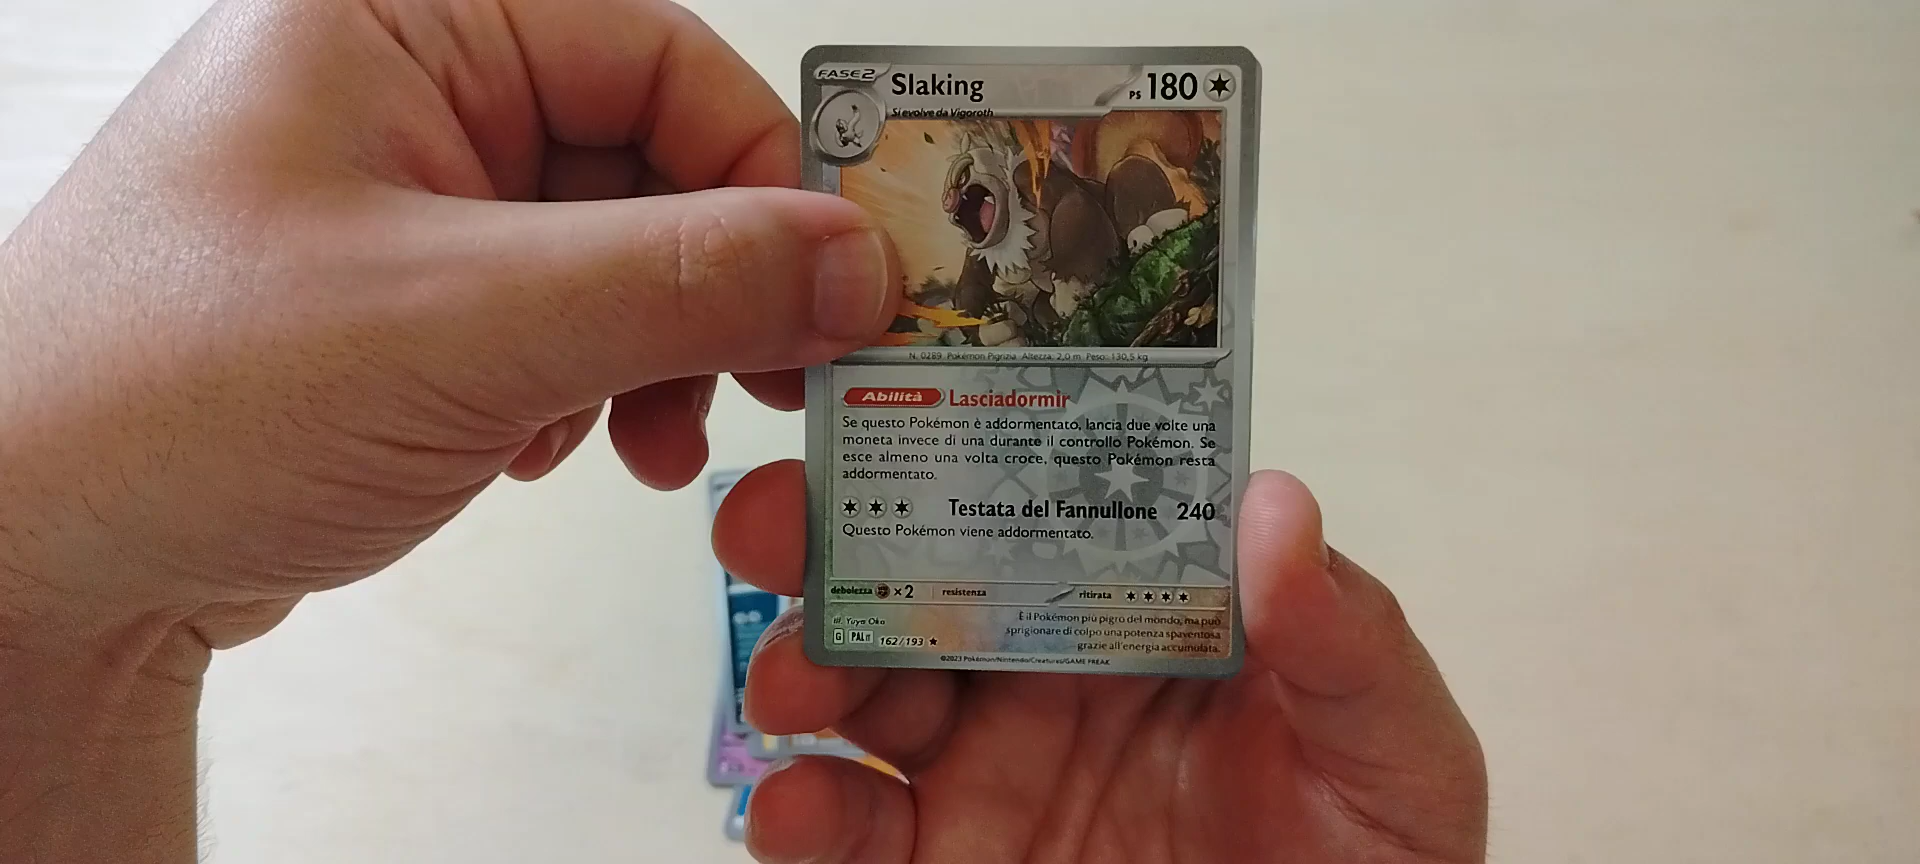 FASE 2
Slaking
PS 180
Si evolve da Vigoroth
N. 0289 Pokémon Pigrizia Altezza: 2,0 m Peso: 130,5 kg
Abilità Lasciadormir
Se questo Pokémon è addormentato, lancia due volte una
moneta invece di una durante il controllo Pokémon. Se
esce almeno una volta croce, questo Pokémon resta
addormentato.
Testata del Fannullone 240
Questo Pokémon viene addormentato.
debolezza ×2 resistenza ritirata
Ill. Yuya Oka
È il Pokémon più pigro del mondo, ma può
sprigionare di colpo una potenza spaventosa
grazie all'energia accumulata.
G PAL IT 162/193
©2023 Pokémon/Nintendo/Creatures/GAME FREAK